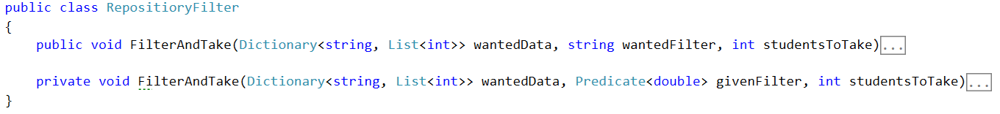 public class RepositioryFilter
{
public void FilterAndTake(Dictionary<string, List<int>> wantedData, string wantedFilter, int studentsToTake)...
private void FilterAndTake(Dictionary<string, List<int>> wantedData, Predicate<double> givenFilter, int studentsToTake)...
}